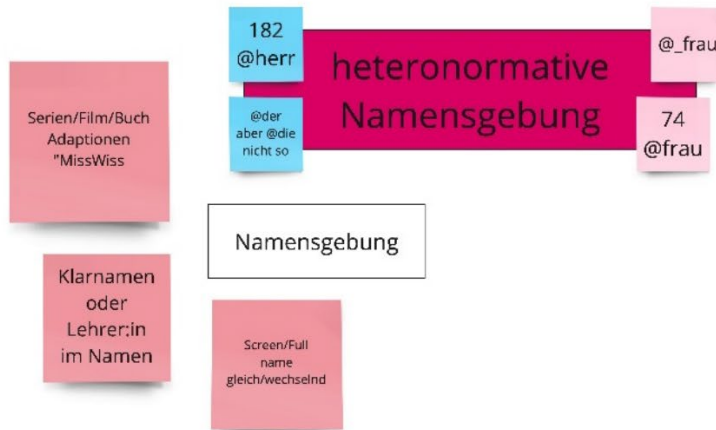 182
@herr
heteronormative
Namensgebung
@_frau
@der
aber @die
nicht so
74
@frau
Serien/Film/Buch
Adaptionen
"MissWiss
Namensgebung
Klarnamen
oder
Lehrer:in
im Namen
Screen/Full
name
gleich/wechselnd